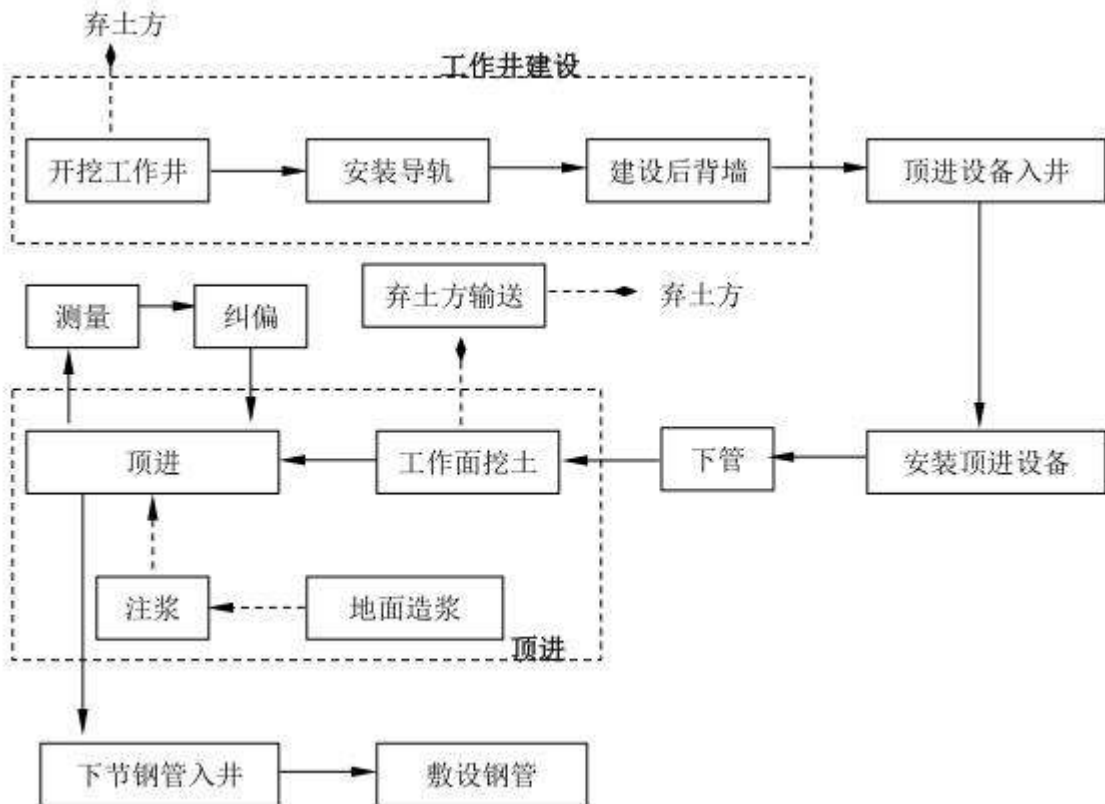 弃土方
工作井建设
开挖工作井
安装导轨
建设后背墙
顶进设备入井
测量
纠偏
弃土方输送
弃土方
顶进
工作面挖土
下管
安装顶进设备
注浆
地面造浆
顶进
下节钢管入井
敷设钢管